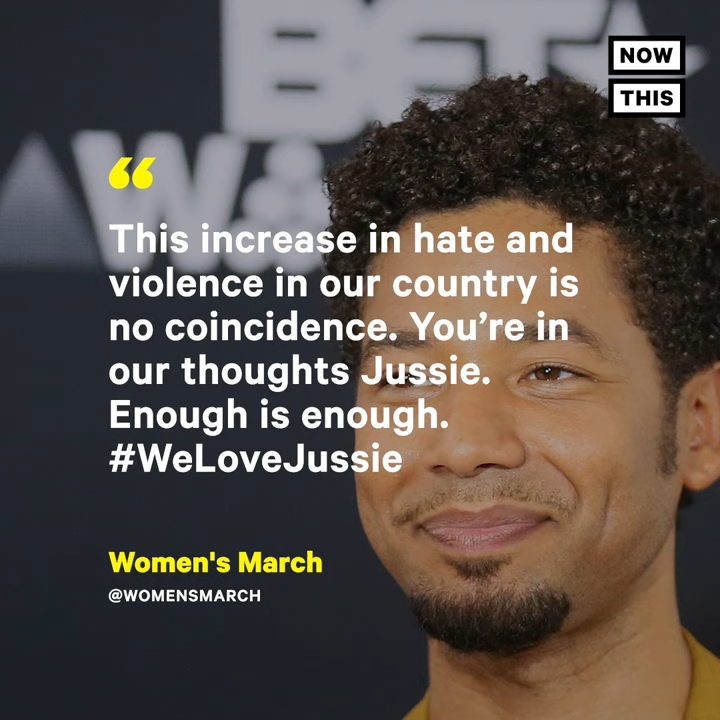 BET
NOW
THIS
“
This increase in hate and
violence in our country is
no coincidence. You’re in
our thoughts Jussie.
Enough is enough.
#WeLoveJussie
Women's March
@WOMENSMARCH